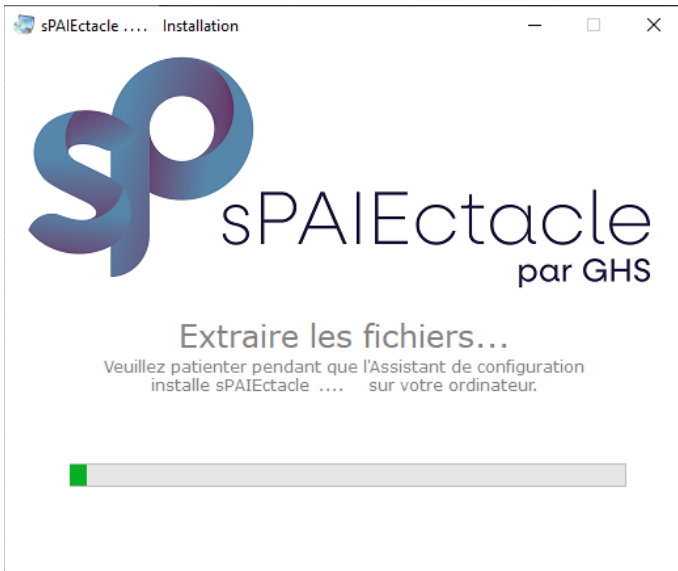 sPAIEctacle .... Installation
sp
sPAIEctacle
par GHS
Extraire les fichiers...
Veuillez patienter pendant que l'Assistant de configuration
installe sPAIEctacle .... sur votre ordinateur.